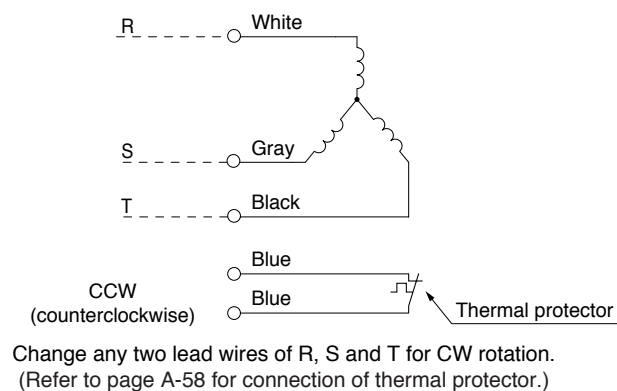 R White
S Gray
T Black
Blue
CCW
(counterclockwise)
Blue
Thermal protector
Change any two lead wires of R, S and T for CW rotation.
(Refer to page A-58 for connection of thermal protector.)